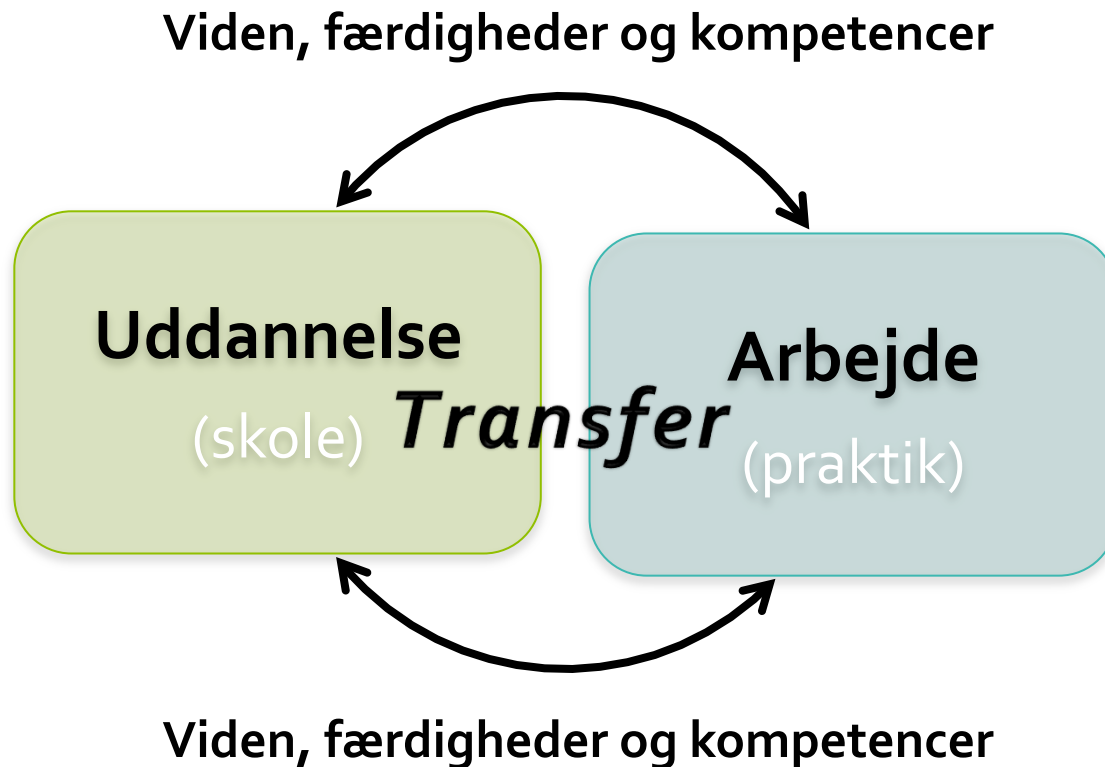 Viden, færdigheder og kompetencer
Uddannelse
(skole)
Transfer
Arbejde
(praktik)
Viden, færdigheder og kompetencer